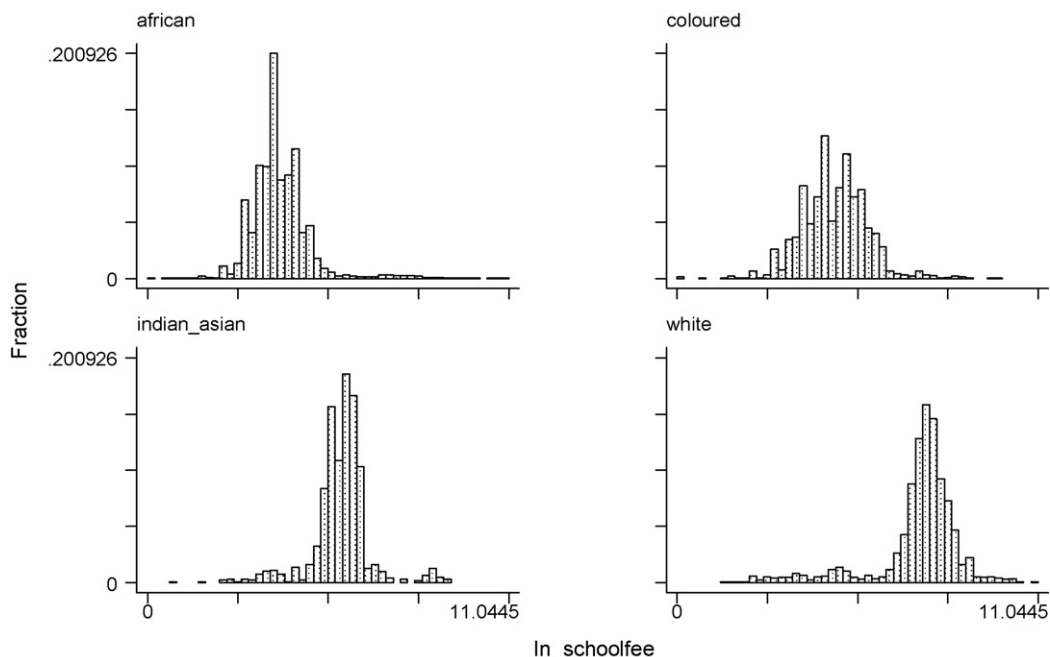 african
coloured
.200926
0
indian_asian
white
.200926
0
0
11.0445
0
11.0445
Fraction
ln schoolfee